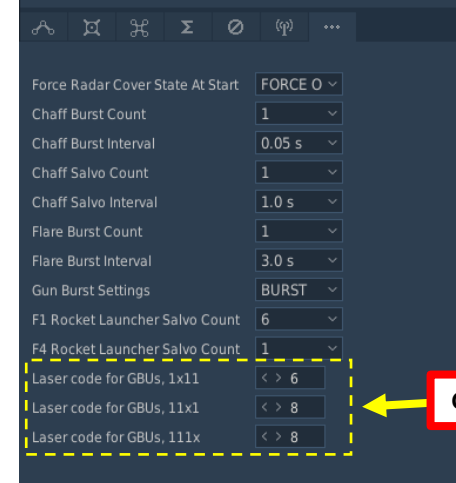 Force Radar Cover State At Start FORCE O
Chaff Burst Count 1
Chaff Burst Interval 0.05 s
Chaff Salvo Count 1
Chaff Salvo Interval 1.0 s
Flare Burst Count 1
Flare Burst Interval 3.0 s
Gun Burst Settings BURST
F1 Rocket Launcher Salvo Count 6
F4 Rocket Launcher Salvo Count 1
Laser code for GBUs, 1x11 < > 6
Laser code for GBUs, 11x1 < > 8
Laser code for GBUs, 111x < > 8